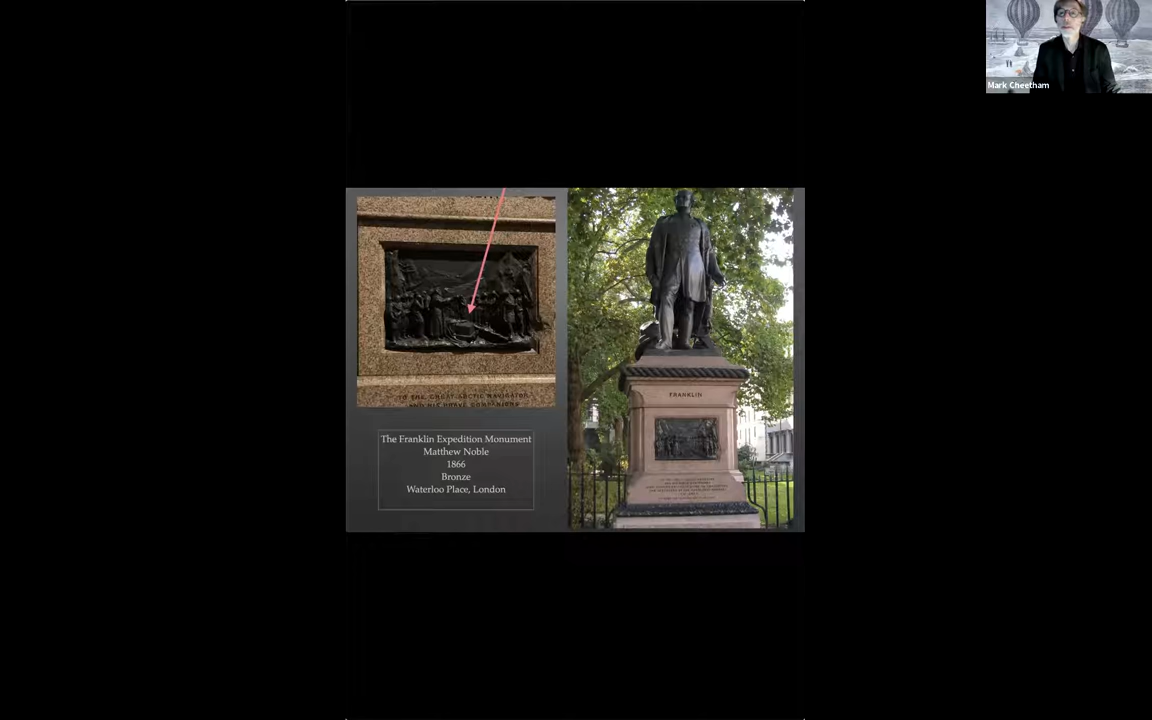 Mark Cheetham
TO THE GREAT ARCTIC NAVIGATOR
AND HIS BRAVE COMPANIONS
FRANKLIN
The Franklin Expedition Monument
Matthew Noble
1866
Bronze
Waterloo Place, London